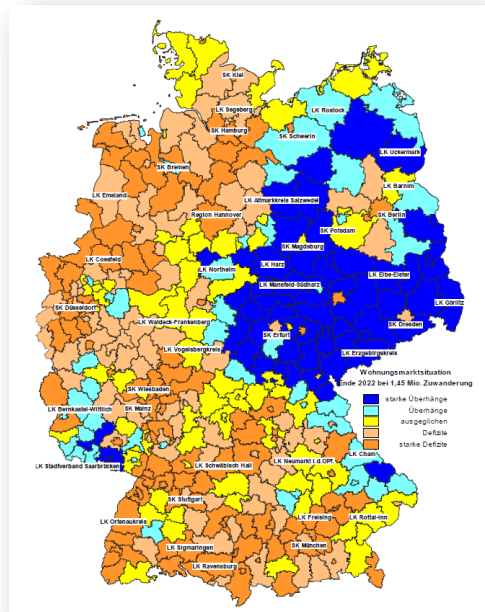 SK Kiel
LK Rostock
LK Segeberg
SK Hamburg
SK Schwerin
LK Uckermark
SK Bremen
LK Barnim
LK Emsland
LK Altmarkkreis Salzwedel
SK Berlin
Region Hannover
SK Potsdam
SK Magdeburg
LK Coesfeld
LK Harz
LK Northeim
LK Elbe-Elster
LK Mansfeld-Südharz
LK Görlitz
SK Düsseldorf
SK Dresden
LK Waldeck-Frankenberg
SK Erfurt
LK Vogelsbergkreis
LK Erzgebirgskreis
Wohnungsmarktsituation
Ende 2022 bei 1,45 Mio. Zuwanderung
SK Wiesbaden
starke Überhänge
LK Bernkastel-Wittlich
SK Mainz
Überhänge
ausgeglichen
Defizite
starke Defizite
LK Cham
LK Neumarkt i.d.OPf.
LK Stadtverband Saarbrücken
LK Schwäbisch Hall
SK Stuttgart
LK Freising
LK Rottal-Inn
LK Ortenaukreis
SK München
LK Sigmaringen
LK Ravensburg